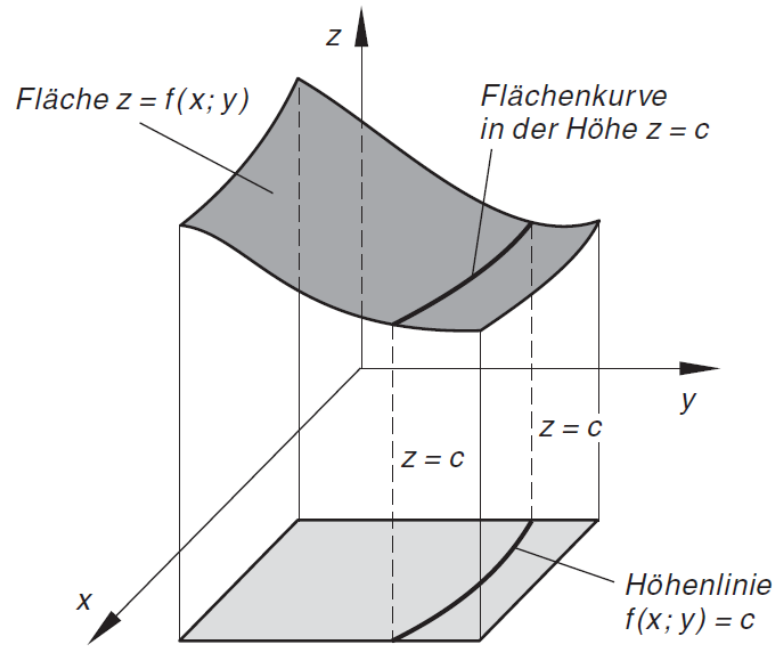 z
Fläche z = f(x; y)
Flächenkurve
in der Höhe z = c
y
z = c
z = c
x
Höhenlinie
f(x; y) = c